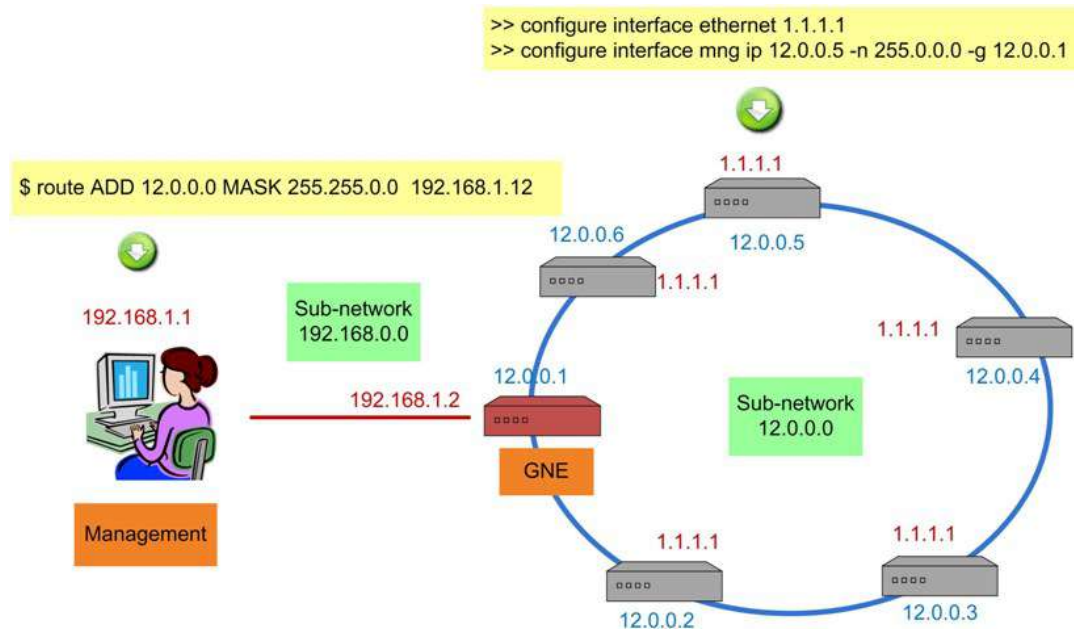 >> configure interface ethernet 1.1.1.1
>> configure interface mng ip 12.0.0.5 -n 255.0.0.0 -g 12.0.0.1
$ route ADD 12.0.0.0 MASK 255.255.0.0 192.168.1.12
1.1.1.1
12.0.0.5
12.0.0.6
1.1.1.1
192.168.1.1
Sub-network
192.168.0.0
1.1.1.1
12.0.0.4
12.0.0.1
192.168.1.2
Sub-network
12.0.0.0
GNE
Management
1.1.1.1
12.0.0.2
1.1.1.1
12.0.0.3